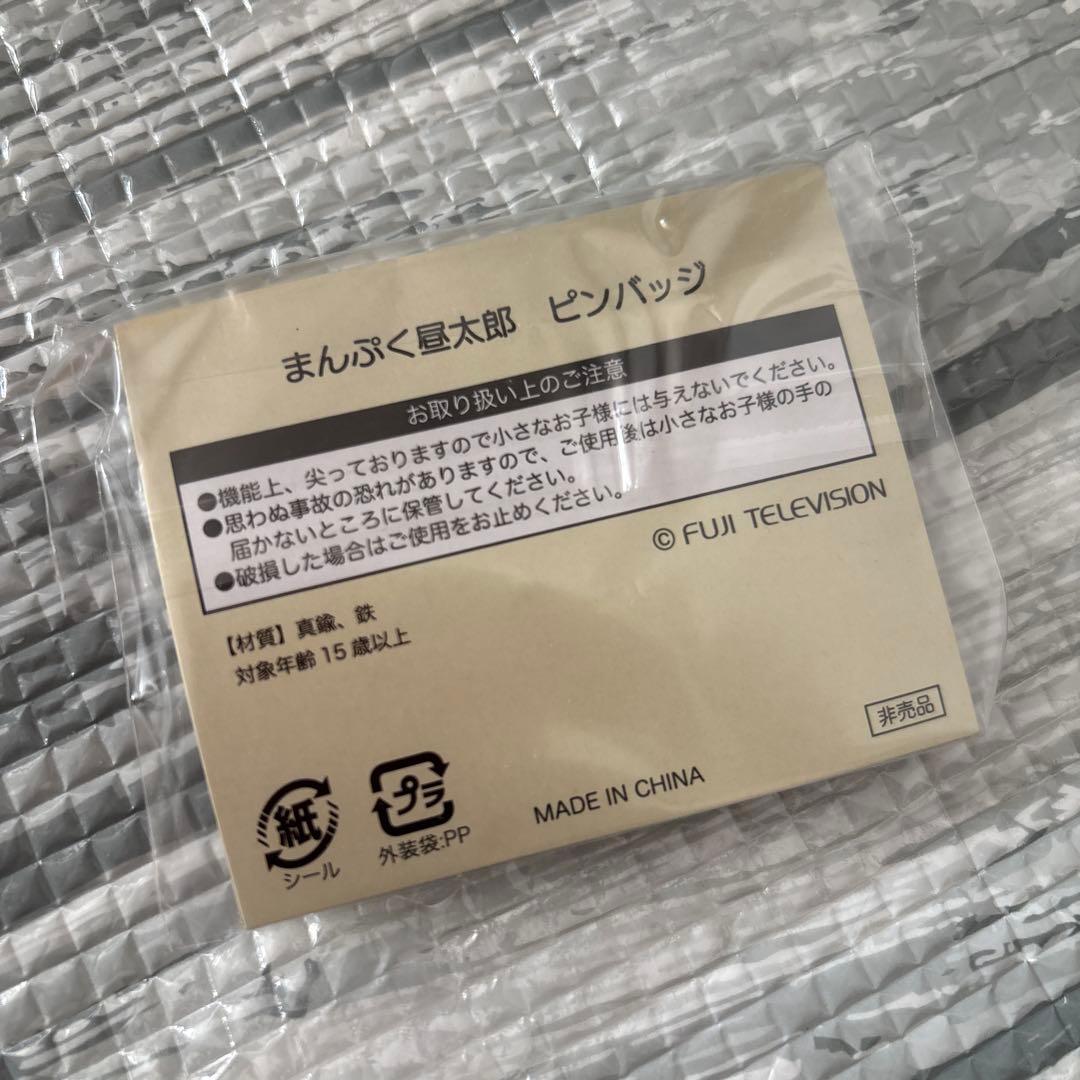 まんぷく昼太郎　ピンバッジ
お取り扱い上のご注意
●機能上、尖っておりますので小さなお子様には与えないでください。
●思わぬ事故の恐れがありますので、ご使用後は小さなお子様の手の
届かないところに保管してください。
●破損した場合はご使用をお止めください。
© FUJI TELEVISION
【材質】真鍮、鉄
対象年齢 15 歳以上
非売品
紙
シール
プラ
外装袋:PP
MADE IN CHINA